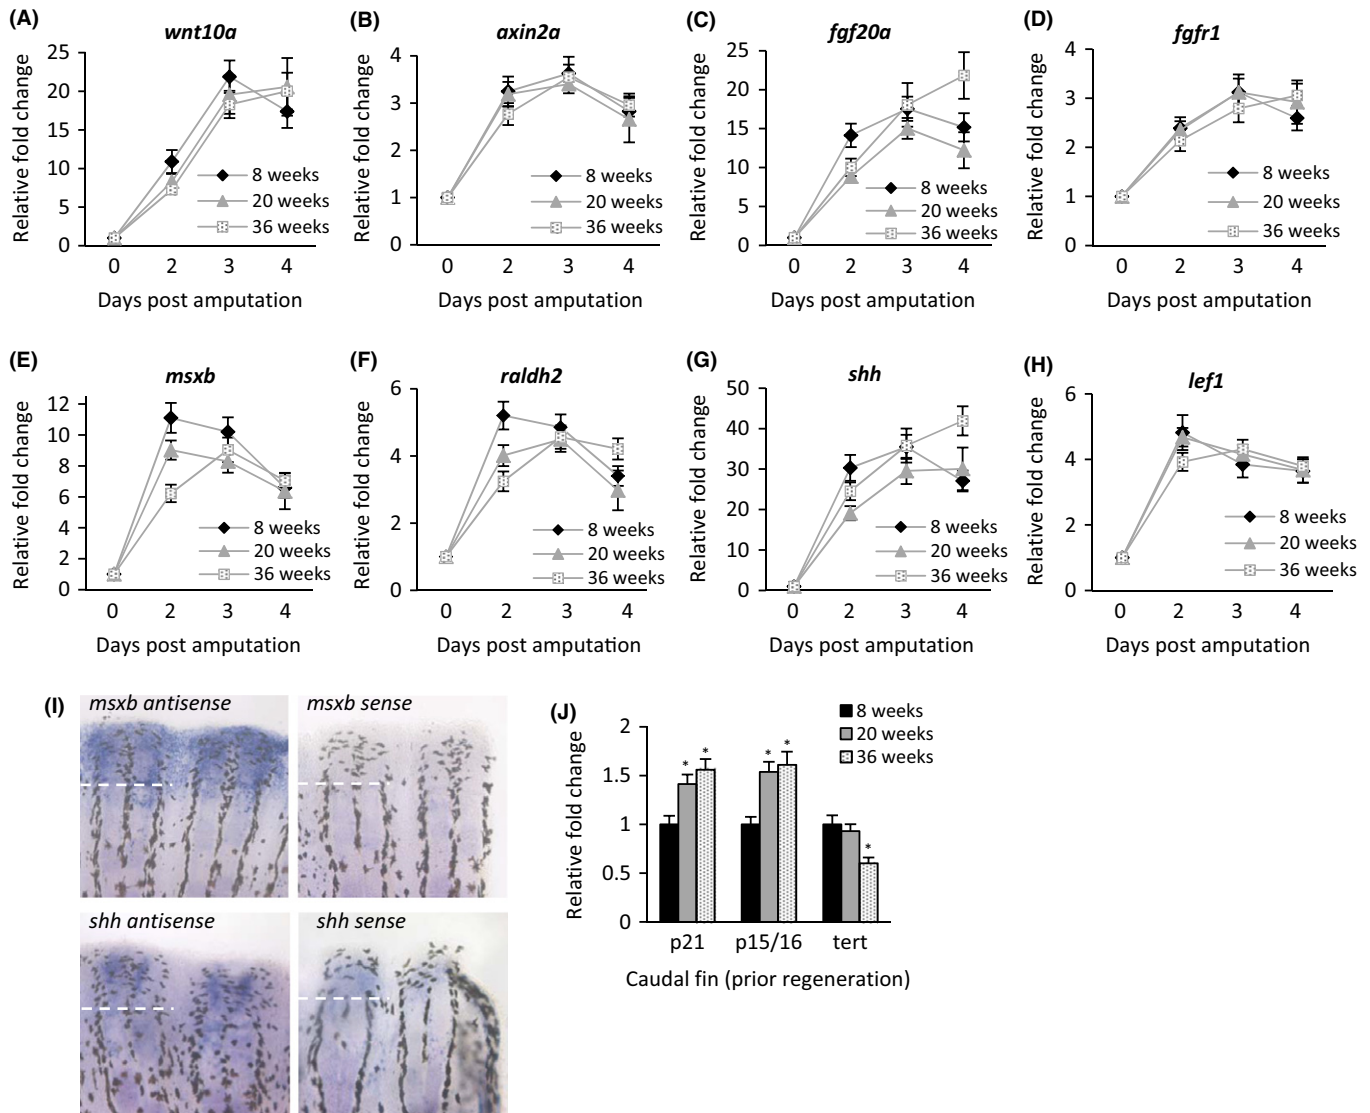 (A)
wnt10a
Relative fold change
25
20
15
10
5
0
0 2 3 4
Days post amputation
8 weeks
20 weeks
36 weeks
(B)
axin2a
Relative fold change
4
3
2
1
0
0 2 3 4
Days post amputation
8 weeks
20 weeks
36 weeks
(C)
fgf20a
Relative fold change
25
20
15
10
5
0
0 2 3 4
Days post amputation
8 weeks
20 weeks
36 weeks
(D)
fgfr1
Relative fold change
4
3
2
1
0
0 2 3 4
Days post amputation
8 weeks
20 weeks
36 weeks
(E)
msxb
Relative fold change
12
10
8
6
4
2
0
0 2 3 4
Days post amputation
8 weeks
20 weeks
36 weeks
(F)
raldh2
Relative fold change
6
4
2
0
0 2 3 4
Days post amputation
8 weeks
20 weeks
36 weeks
(G)
shh
Relative fold change
50
40
30
20
10
0
0 2 3 4
Days post amputation
8 weeks
20 weeks
36 weeks
(H)
lef1
Relative fold change
6
4
2
0
0 2 3 4
Days post amputation
8 weeks
20 weeks
36 weeks
(I)
msxb antisense
msxb sense
shh antisense
shh sense
(J)
8 weeks
20 weeks
36 weeks
Relative fold change
2
1.5
1
0.5
0
* * * * *
p21 p15/16 tert
Caudal fin (prior regeneration)